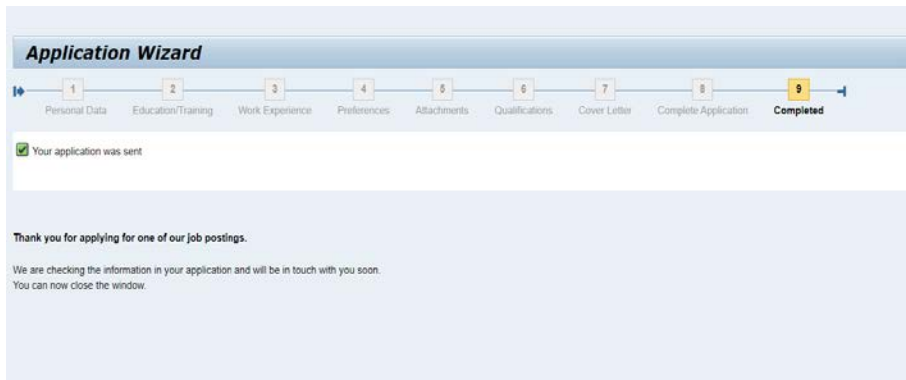 Application Wizard
1 2 3 4 5 6 7 8 9
Personal Data Education/Training Work Experience Preferences Attachments Qualifications Cover Letter Complete Application Completed
Your application was sent
Thank you for applying for one of our job postings.
We are checking the information in your application and will be in touch with you soon.
You can now close the window.